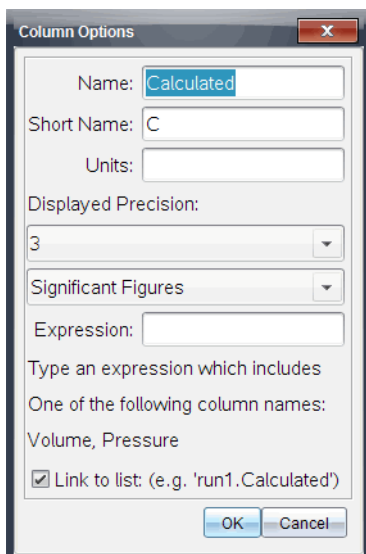 Column Options
Name: Calculated
Short Name: C
Units:
Displayed Precision:
3
Significant Figures
Expression:
Type an expression which includes
One of the following column names:
Volume, Pressure
Link to list: (e.g. 'run1.Calculated')
OK Cancel